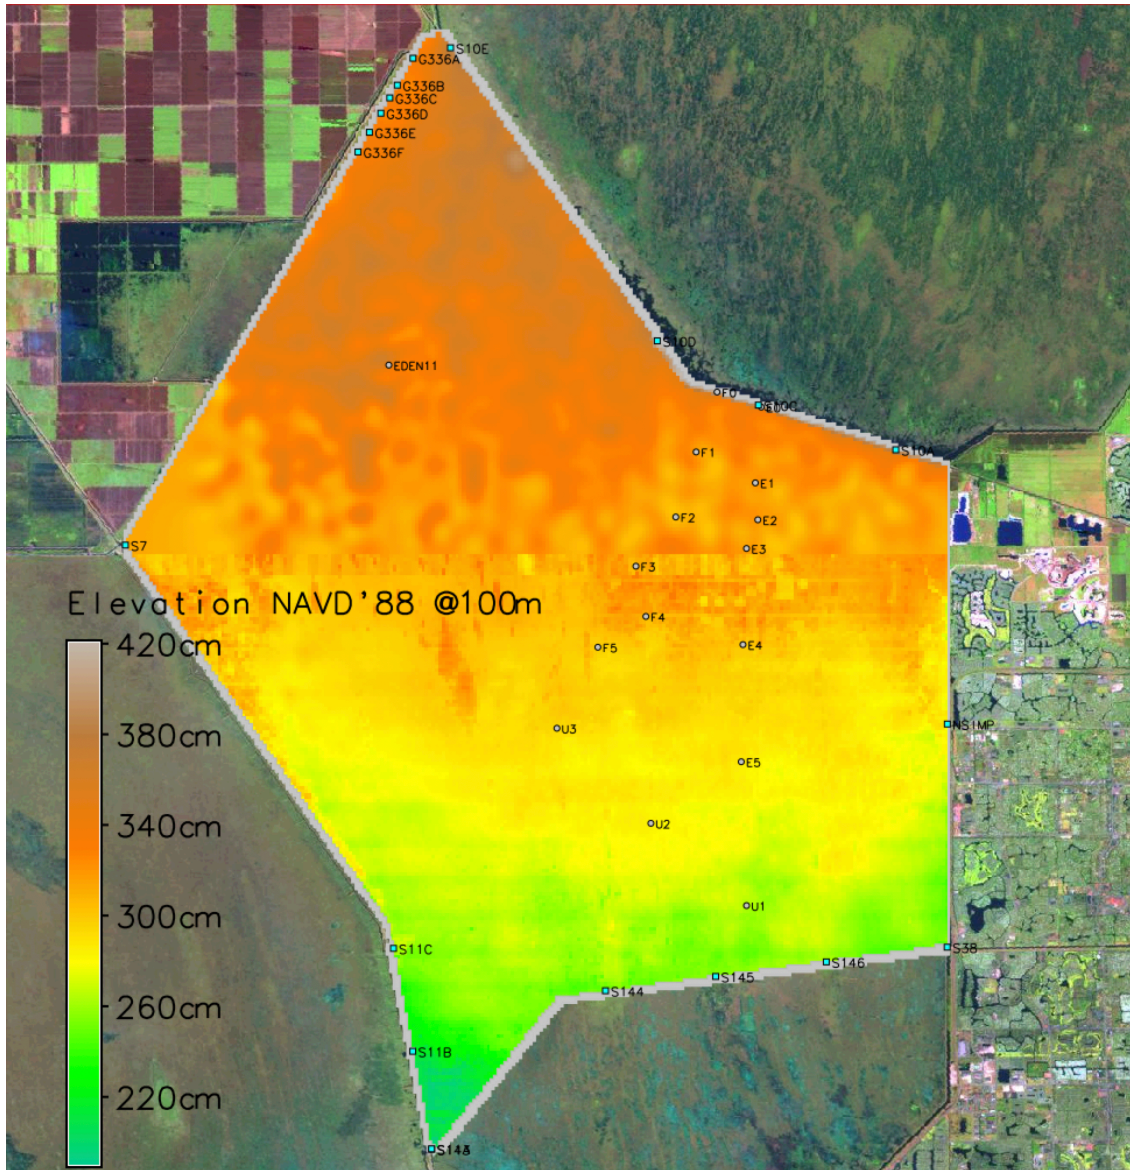 S10E
G336A
G336B
G336C
G336D
G336E
G336F
S10D
EDEN11
F0
S10A
F1
E1
F2
E2
S7
E3
F3
Elevation NAVD'88 @100m
F4
420cm
E4
F5
NS1MP
U3
380cm
E5
U2
340cm
U1
300cm
S11C
S38
S146
S145
S144
260cm
S11B
220cm